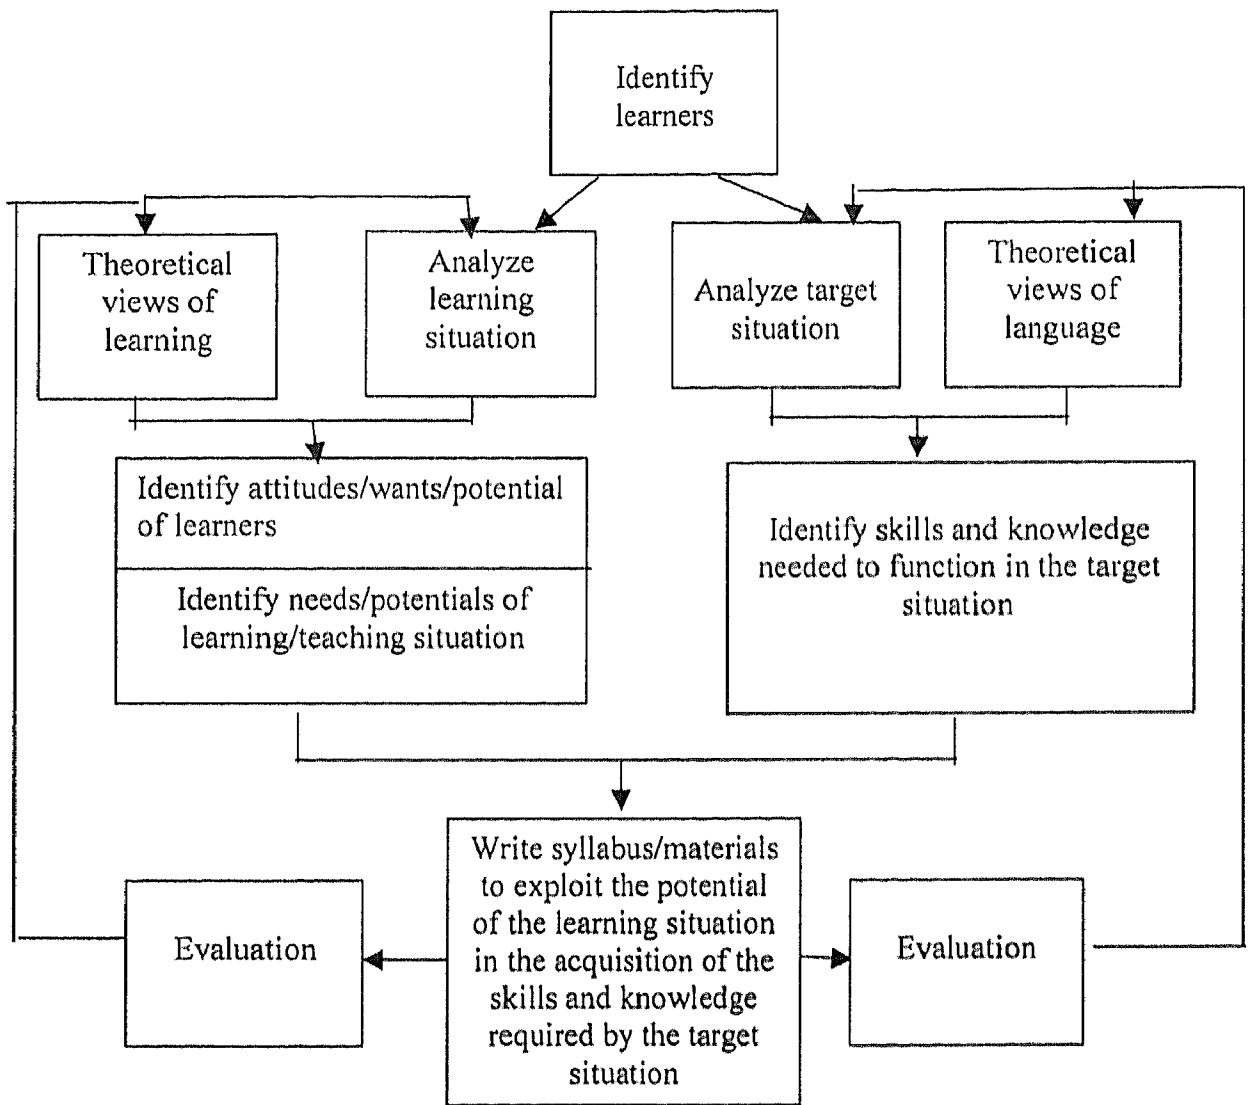 Identify
learners
Theoretical
views of
learning
Analyze
learning
situation
Analyze target
situation
Theoretical
views of
language
Identify attitudes/wants/potential
of learners
Identify needs/potentials of
learning/teaching situation
Identify skills and knowledge
needed to function in the target
situation
Evaluation
Write syllabus/materials
to exploit the potential
of the learning situation
in the acquisition of the
skills and knowledge
required by the target
situation
Evaluation